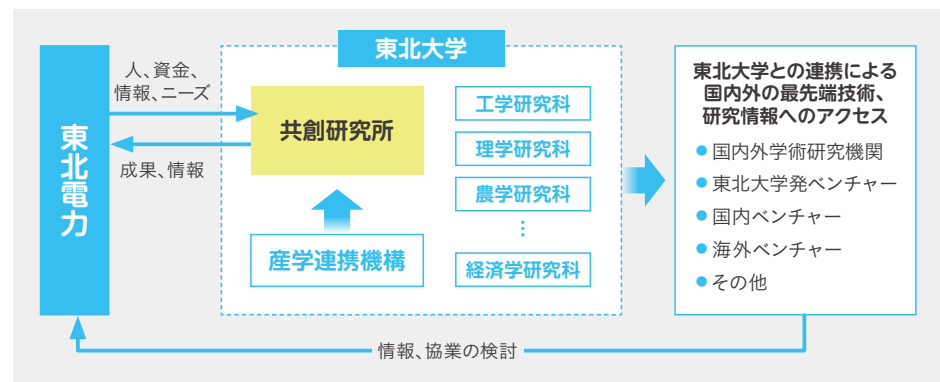 東北電力
人、資金、
情報、ニーズ
成果、情報
東北大学
共創研究所
産学連携機構
工学研究科
理学研究科
農学研究科
⋮
経済学研究科
東北大学との連携による
国内外の最先端技術、
研究情報へのアクセス
●国内外学術研究機関
●東北大学発ベンチャー
●国内ベンチャー
●海外ベンチャー
●その他
情報、協業の検討